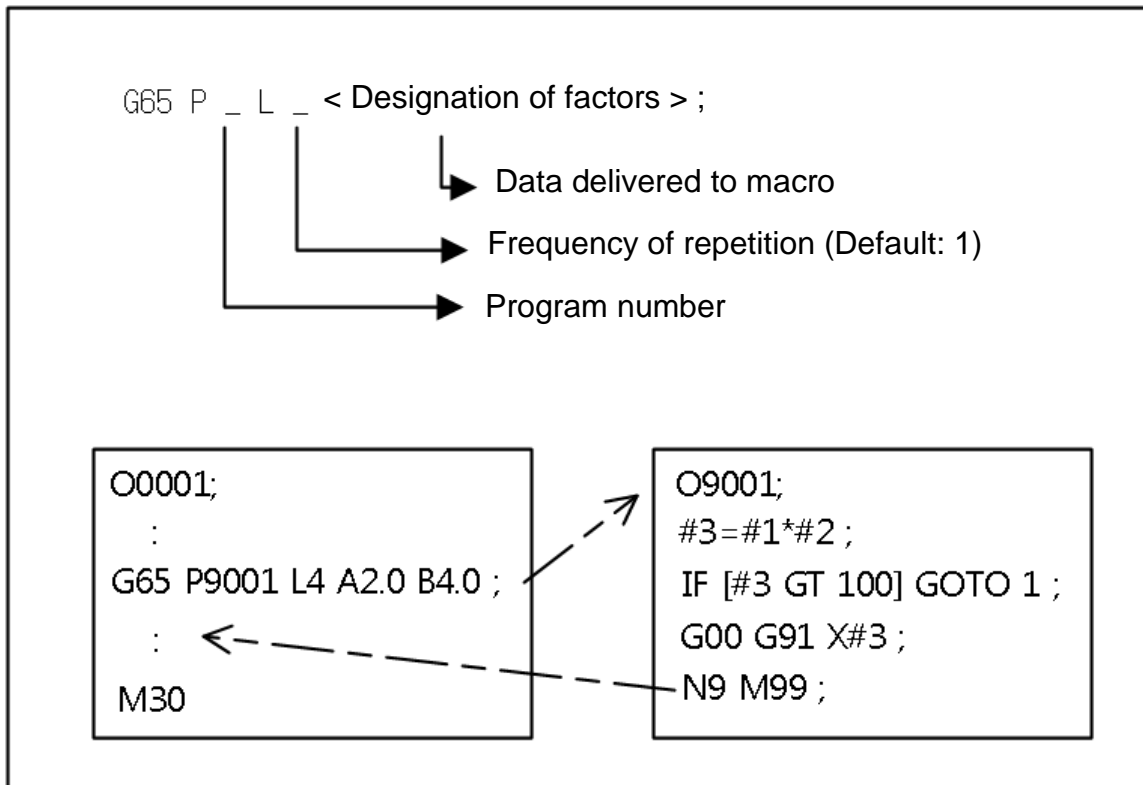 G65 P _ L _ < Designation of factors > ;
Data delivered to macro
Frequency of repetition (Default: 1)
Program number
O0001;
:
G65 P9001 L4 A2.0 B4.0 ;
:
M30
O9001;
#3=#1*#2 ;
IF [#3 GT 100] GOTO 1 ;
G00 G91 X#3 ;
N9 M99 ;